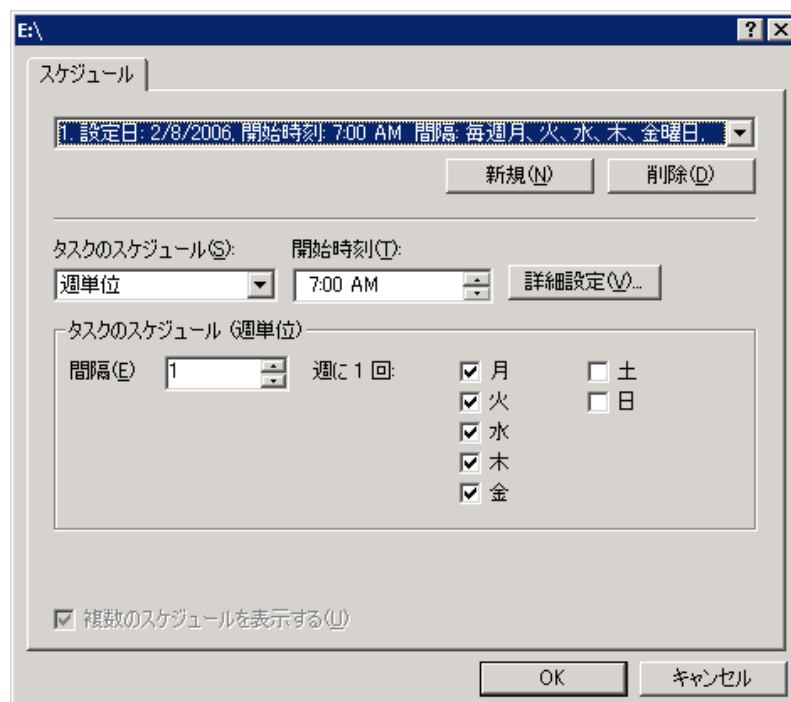 E:\
スケジュール
1. 設定日: 2/8/2006, 開始時刻: 7:00 AM 間隔: 毎週月、火、水、木、金曜日,
新規(N) 削除(D)
タスクのスケジュール(S): 開始時刻(T):
週単位 7:00 AM 詳細設定(V)...
タスクのスケジュール (週単位)
間隔(E) 1 週に 1 回: 月 土
火 日
水
木
金
複数のスケジュールを表示する(U)
OK キャンセル